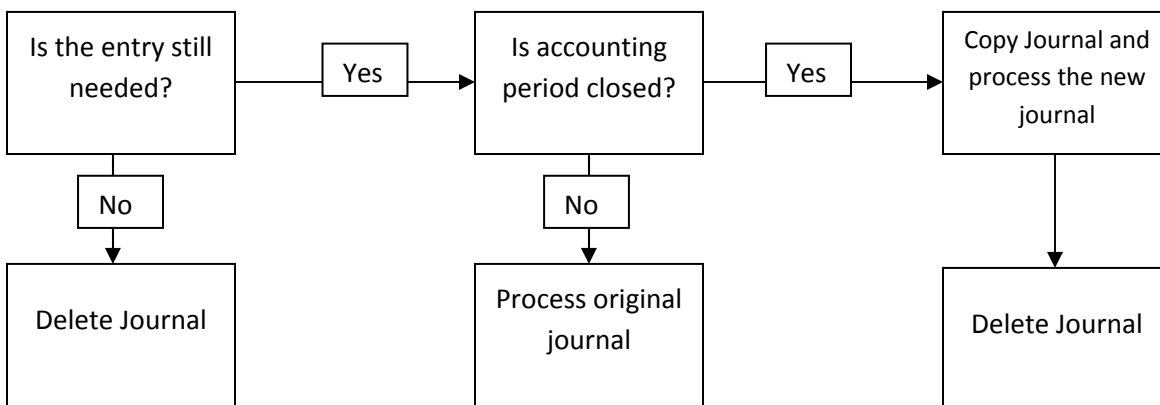 Is the entry still
needed?
Yes
Is accounting
period closed?
Yes
Copy Journal and
process the new
journal
No
No
Delete Journal
Process original
journal
Delete Journal